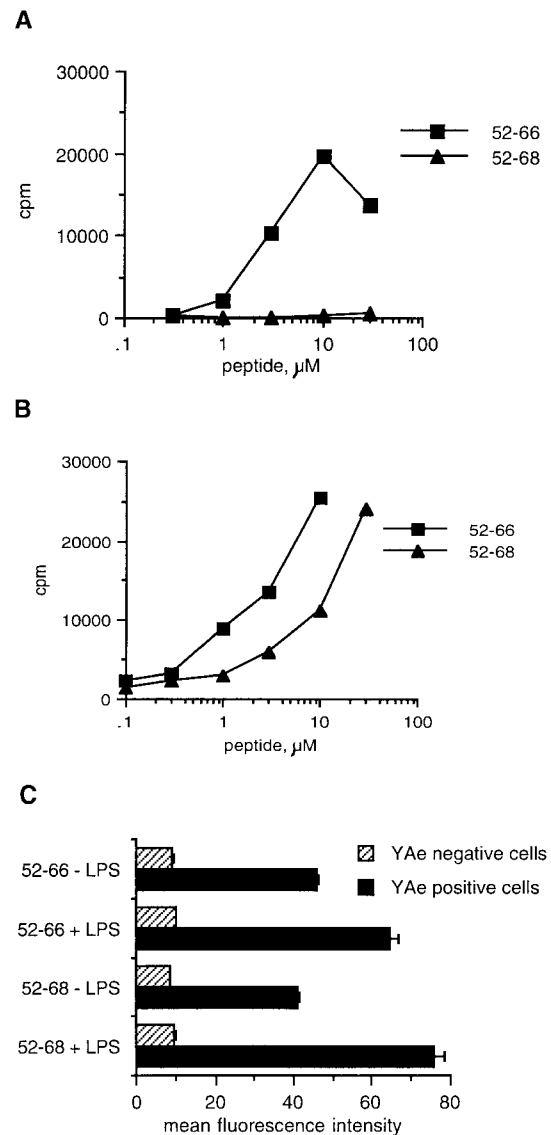 A
30000
20000
10000
0
cpm
.1
1
10
100
peptide, µM
52-66
52-68
B
30000
20000
10000
0
cpm
.1
1
10
100
peptide, µM
52-66
52-68
C
52-66 - LPS
52-66 + LPS
52-68 - LPS
52-68 + LPS
YAe negative cells
YAe positive cells
0
20
40
60
80
mean fluorescence intensity